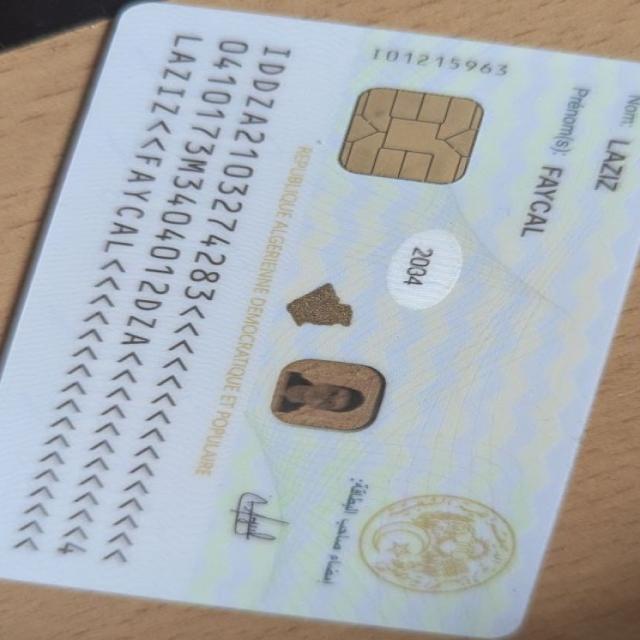 Nom: LAZIZ
Prénom(s): FAYCAL
101215963
2004
إمضاء صاحب البطاقة:
REPUBLIQUE ALGERIENNE DEMOCRATIQUE ET POPULAIRE
IDDZA2103274283<<<<<<<<<<<<<<<
0410173M3404012DZA<<<<<<<<<<<4
LAZIZ<<FAYCAL<<<<<<<<<<<<<<<<<